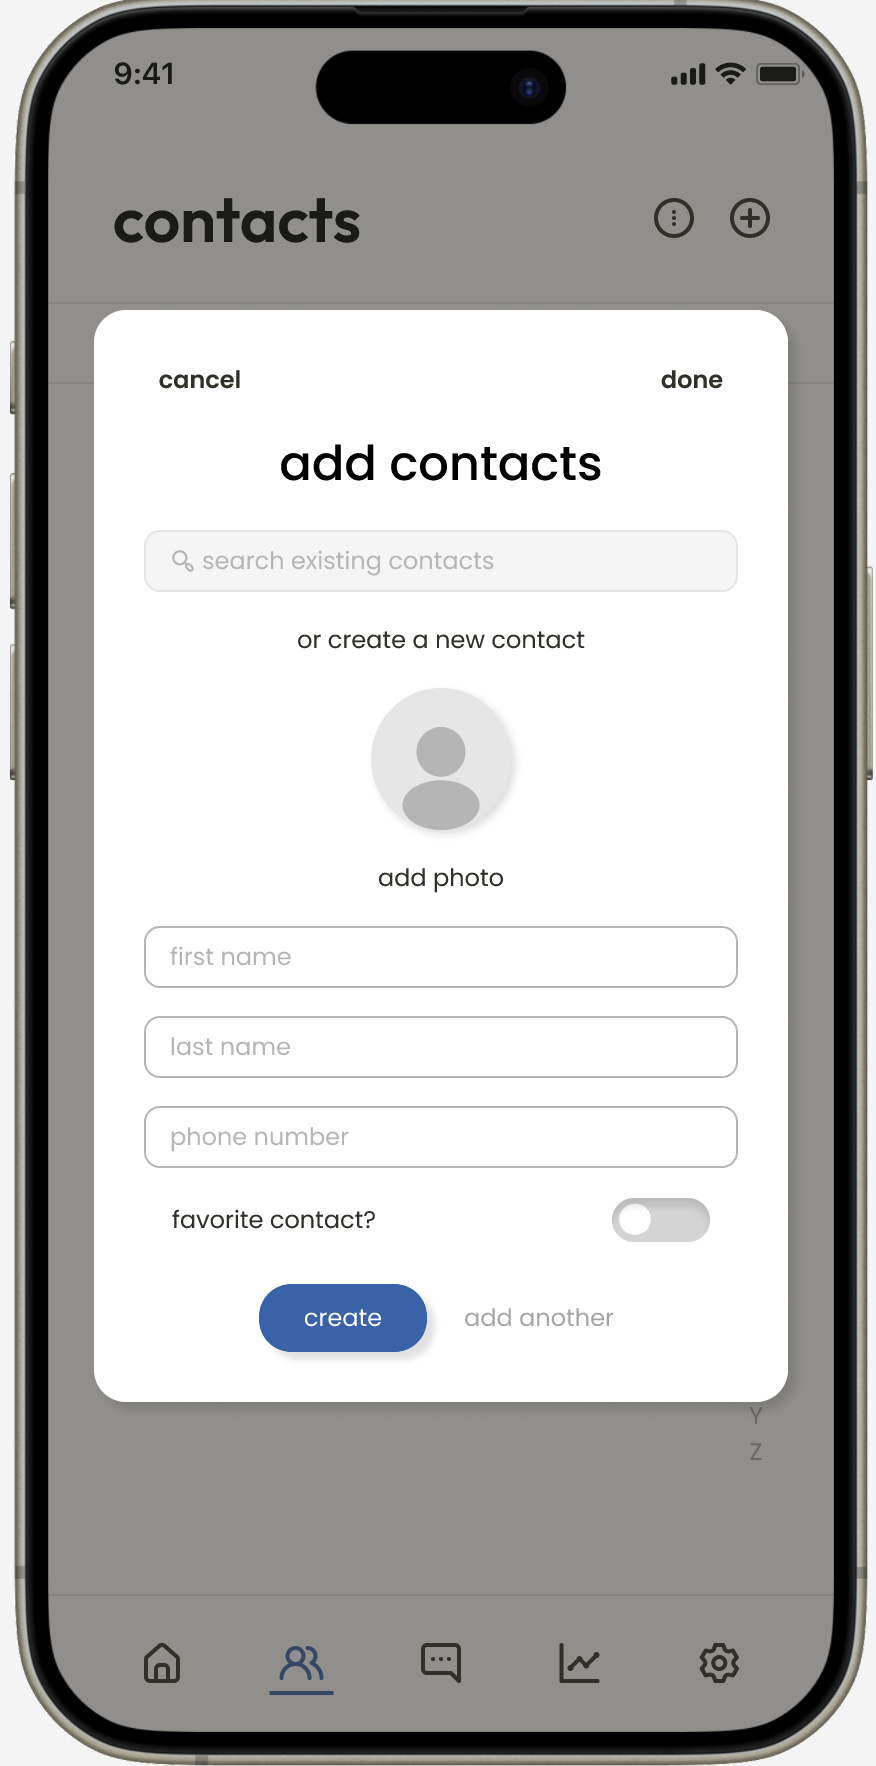 9:41
contacts
cancel done
add contacts
search existing contacts
or create a new contact
add photo
first name
last name
phone number
favorite contact?
create add another
Y
Z